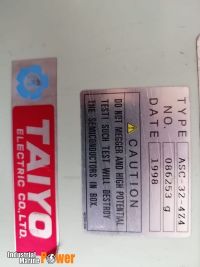 TAIYO
ELECTRIC CO., LTD.
TYPE ASC-32-4Z4
NO. 086253 g
DATE 1998
CAUTION
DO NOT MEGGER AND HIGH POTENTIAL
TEST! SUCH TEST WILL DESTROY
THE SEMICONDUCTORS IN BOX.
Industrial
Marine Power